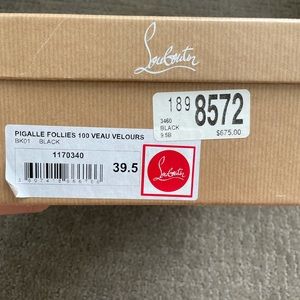 Louboutin
189 8572
3460
BLACK
9.5B
$675.00
PIGALLE FOLLIES 100 VEAU VELOURS
BK01 BLACK
1170340
39.5
Louboutin